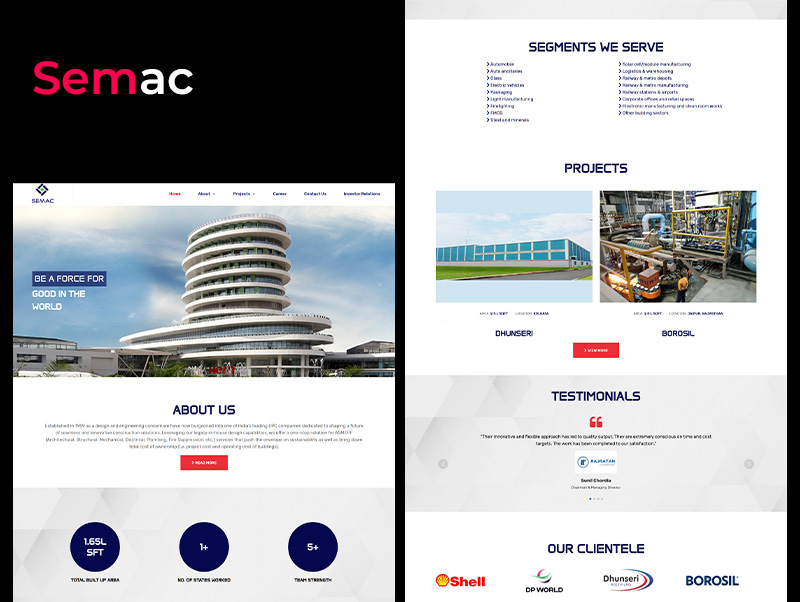 Semac
SEMAC
Home
About
Projects
Career
Contact Us
Investor Relations
BE A FORCE FOR
GOOD IN THE
WORLD
ABOUT US
Established in 1969 as a design and engineering concern we have now burgeoned into one of India's leading EPC companies dedicated to shaping a future
of seamless and innovative construction solutions. Leveraging our legacy in-house design capabilities, we offer a one-stop solution for
(Architectural, Structural, Mechanical, Electrical, Plumbing, Fire Suppression, etc.) services that push the envelope on sustainability as well as bring down
total cost of ownership (i.e. project cost and operating cost of buildings).
READ MORE
1.65L
SFT
1+
5+
TOTAL BUILT UP AREA
NO. OF STATES WORKED
TEAM STRENGTH
SEGMENTS WE SERVE
Automobile
Auto ancillaries
Glass
Electric vehicles
Packaging
Light manufacturing
Firefighting
FMCG
Steel and minerals
Solar cell/module manufacturing
Logistics & warehousing
Railway & metro depots
Railway & metro manufacturing
Railway stations & airports
Corporate offices and retail spaces
Electronic manufacturing and clean room works
Other building sectors
PROJECTS
LOCATION: KOLKATA
LOCATION: JAIPUR, RAJASTHAN
DHUNSERI
BOROSIL
VIEW MORE
TESTIMONIALS
"Their innovative and flexible approach has led to quality output. They are extremely conscious on time and cost
targets. The work has been completed to our satisfaction."
RAJRATAN
Sunil Chordia
Chairman & Managing Director
OUR CLIENTELE
Shell
DP WORLD
Dhunseri
BOROSIL